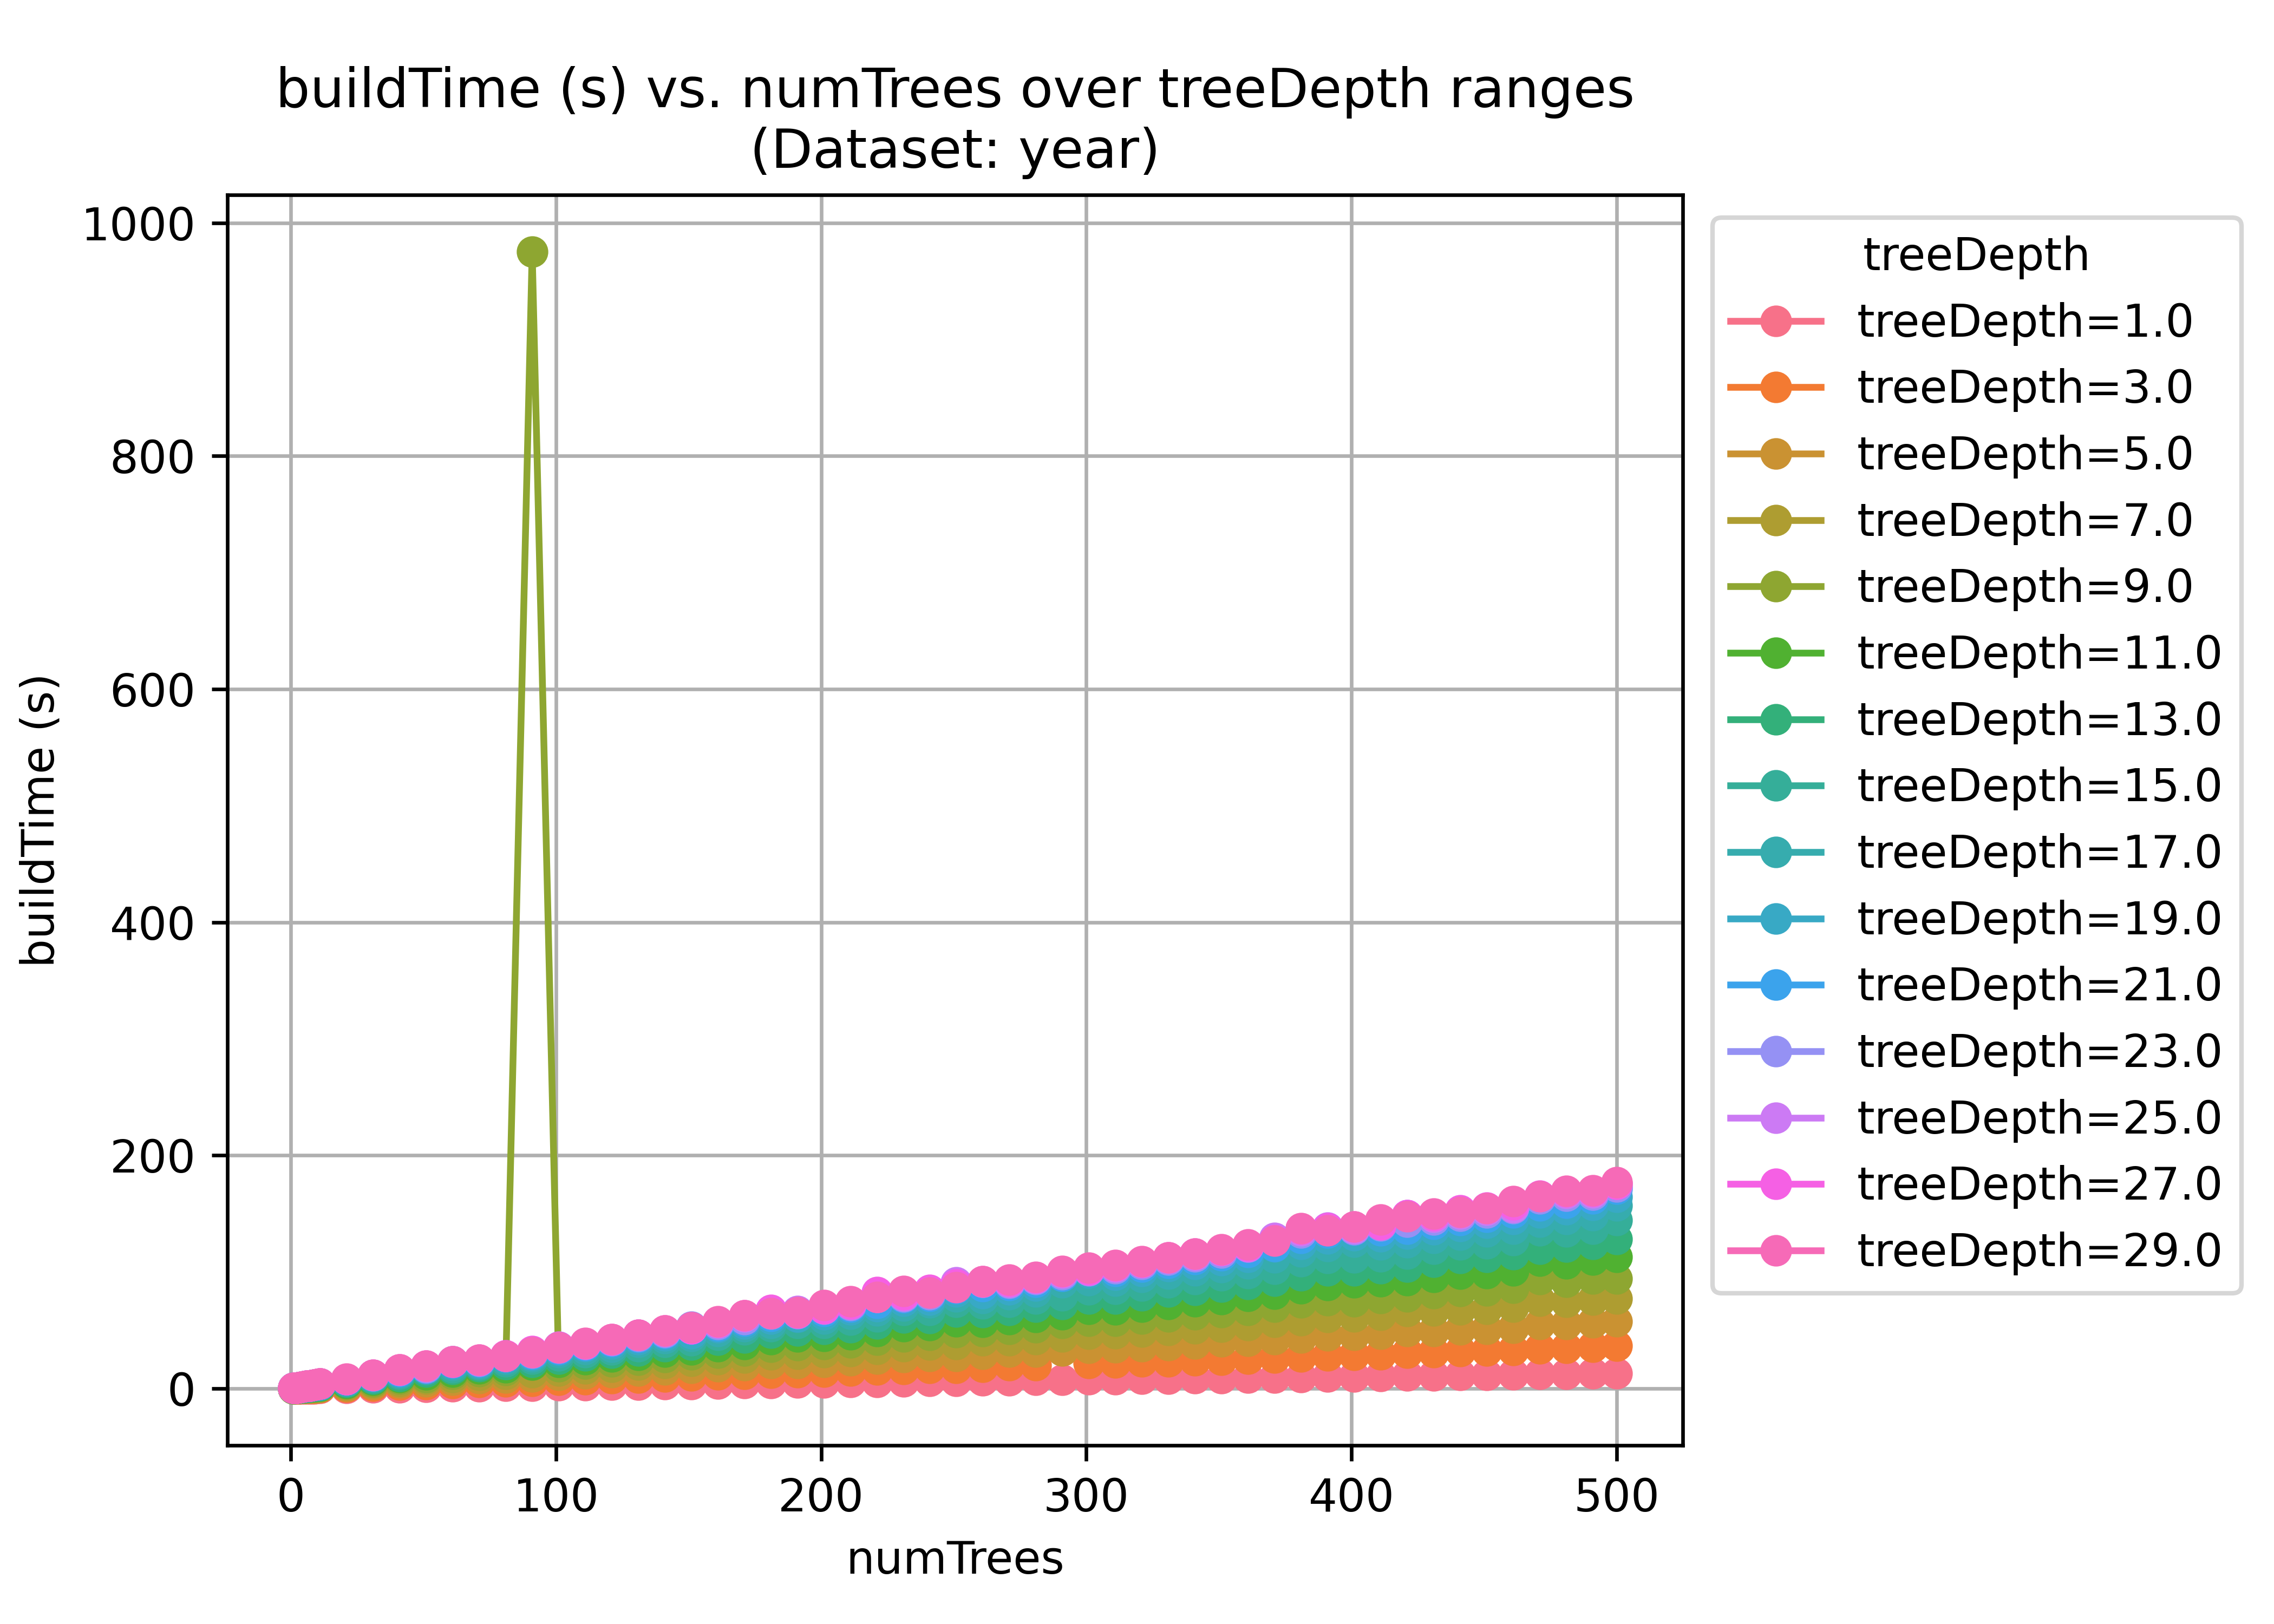 buildTime (s) vs. numTrees over treeDepth ranges
(Dataset: year)
1000
800
600
400
200
0
buildTime (s)
0 100 200 300 400 500
numTrees
treeDepth
treeDepth=1.0
treeDepth=3.0
treeDepth=5.0
treeDepth=7.0
treeDepth=9.0
treeDepth=11.0
treeDepth=13.0
treeDepth=15.0
treeDepth=17.0
treeDepth=19.0
treeDepth=21.0
treeDepth=23.0
treeDepth=25.0
treeDepth=27.0
treeDepth=29.0